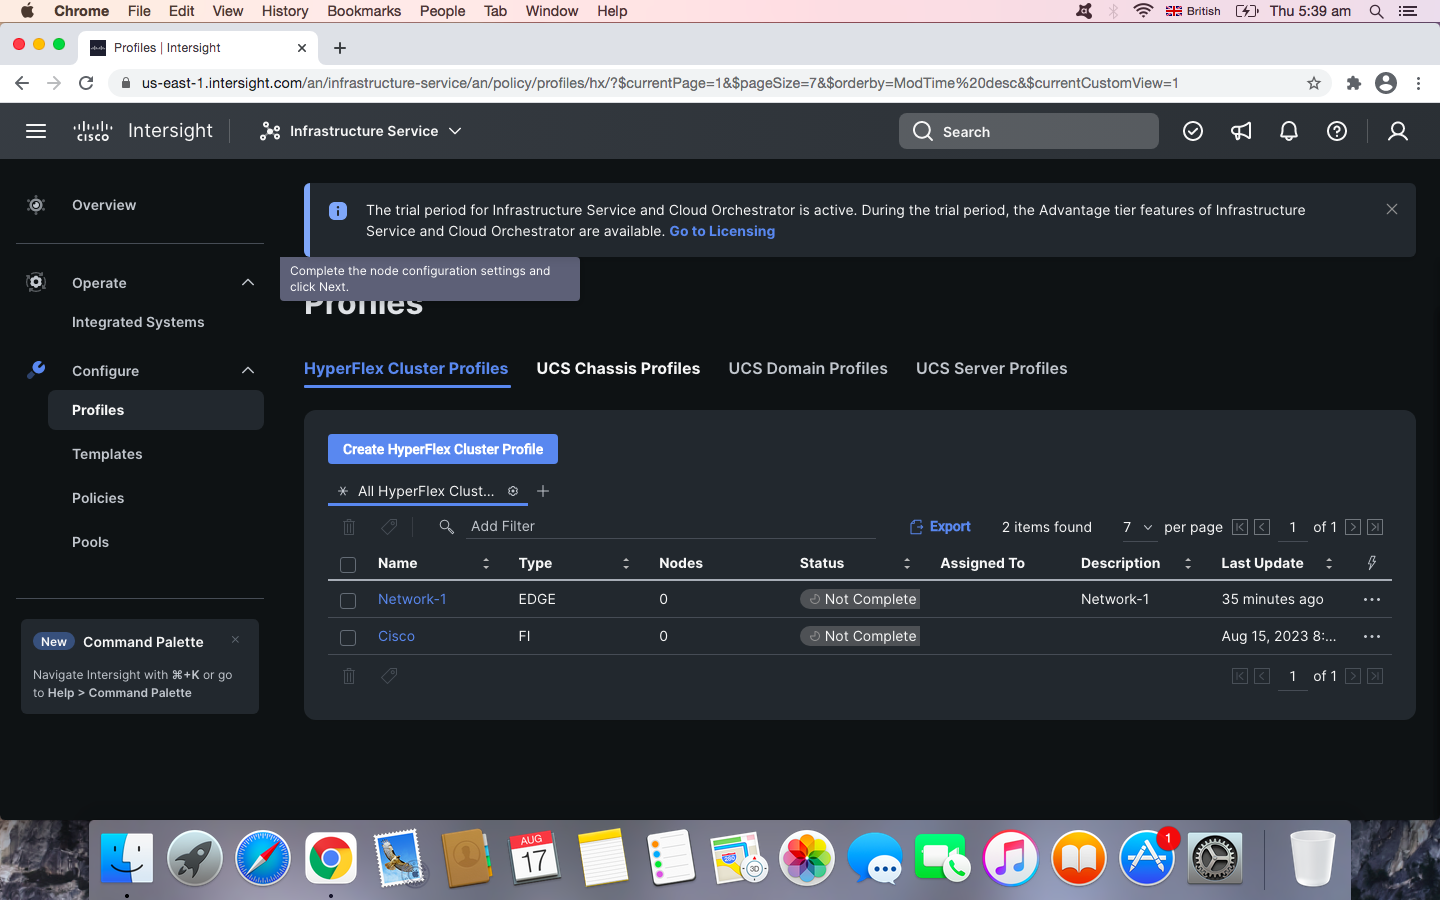 Chrome File Edit View History Bookmarks People Tab Window Help British Thu 5:39 am
Profiles | Intersight
us-east-1.intersight.com/an/infrastructure-service/an/policy/profiles/hx/?$currentPage=1&$pageSize=7&$orderby=ModTime%20desc&$currentCustomView=1
CISCO Intersight Infrastructure Service Search
Overview
Operate
Integrated Systems
Configure
Profiles
Templates
Policies
Pools
New Command Palette
Navigate Intersight with ⌘+K or go
to Help > Command Palette
The trial period for Infrastructure Service and Cloud Orchestrator is active. During the trial period, the Advantage tier features of Infrastructure
Service and Cloud Orchestrator are available. Go to Licensing
Complete the node configuration settings and
click Next.
Profiles
HyperFlex Cluster Profiles UCS Chassis Profiles UCS Domain Profiles UCS Server Profiles
Create HyperFlex Cluster Profile
All HyperFlex Clust...
Add Filter Export 2 items found 7 per page 1 of 1
Name Type Nodes Status Assigned To Description Last Update
Network-1 EDGE 0 Not Complete Network-1 35 minutes ago
Cisco FI 0 Not Complete Aug 15, 2023 8:...
1 of 1
AUG
17
280
3D
1